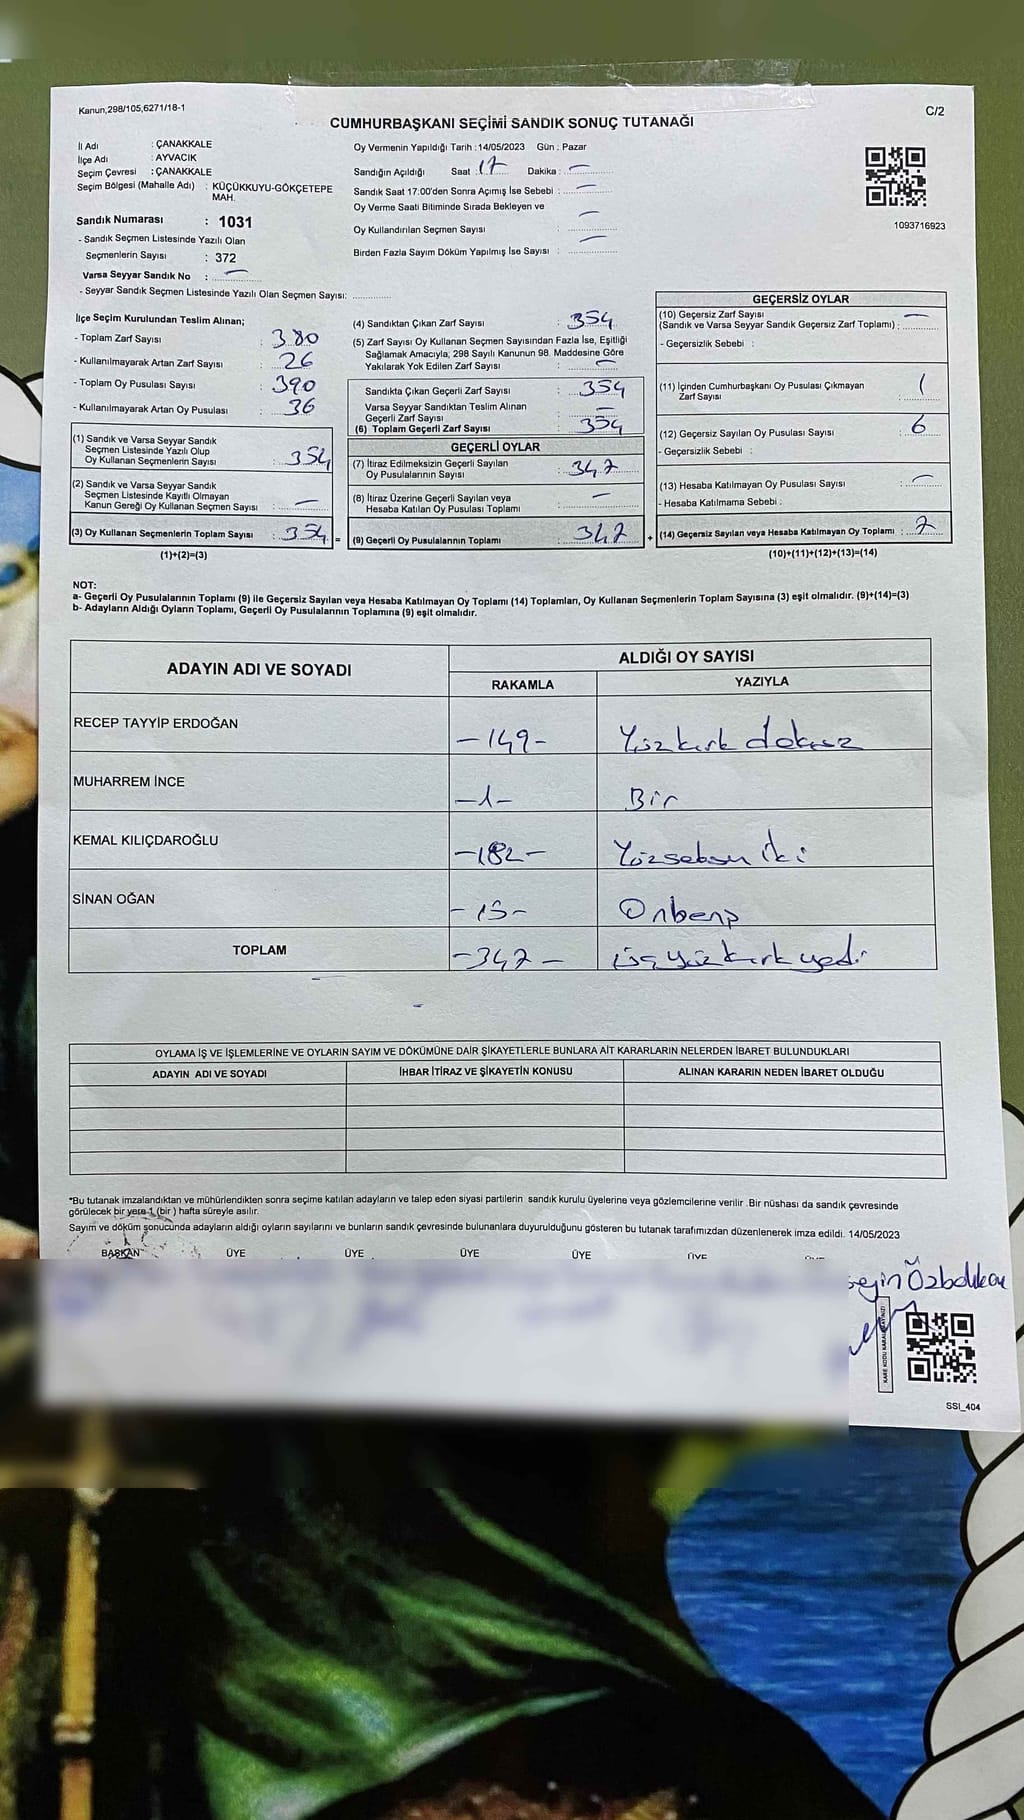 Kanun,298/105,6271/18-1
C/2
CUMHURBAŞKANI SEÇİMİ SANDIK SONUÇ TUTANAĞI
İl Adı : ÇANAKKALE
İlçe Adı : AYVACIK
Seçim Çevresi : ÇANAKKALE
Seçim Bölgesi (Mahalle Adı) : KÜÇÜKKUYU-GÖKÇETEPE
MAH.
Sandık Numarası : 1031
- Sandık Seçmen Listesinde Yazılı Olan
Seçmenlerin Sayısı : 372
Varsa Seyyar Sandık No : —
- Seyyar Sandık Seçmen Listesinde Yazılı Olan Seçmen Sayısı: ............
Oy Vermenin Yapıldığı Tarih :14/05/2023 Gün : Pazar
Sandığın Açıldığı Saat : 17 Dakika : —
Sandık Saat 17:00'den Sonra Açımış İse Sebebi : —
Oy Verme Saati Bitiminde Sırada Bekleyen ve
Oy Kullandırılan Seçmen Sayısı : —
Birden Fazla Sayım Döküm Yapılmış İse Sayısı : —
1093716923
İlçe Seçim Kurulundan Teslim Alınan;
- Toplam Zarf Sayısı : 380
- Kullanılmayarak Artan Zarf Sayısı : 26
- Toplam Oy Pusulası Sayısı : 390
- Kullanılmayarak Artan Oy Pusulası : 36
(1) Sandık ve Varsa Seyyar Sandık
Seçmen Listesinde Yazılı Olup
Oy Kullanan Seçmenlerin Sayısı : 354
(2) Sandık ve Varsa Seyyar Sandık
Seçmen Listesinde Kayıtlı Olmayan
Kanun Gereği Oy Kullanan Seçmen Sayısı : —
(3) Oy Kullanan Seçmenlerin Toplam Sayısı : 354 =
(1)+(2)=(3)
(4) Sandıktan Çıkan Zarf Sayısı : 354
(5) Zarf Sayısı Oy Kullanan Seçmen Sayısından Fazla İse, Eşitliği
Sağlamak Amacıyla, 298 Sayılı Kanunun 98. Maddesine Göre
Yakılarak Yok Edilen Zarf Sayısı : —
Sandıkta Çıkan Geçerli Zarf Sayısı : 354
Varsa Seyyar Sandıktan Teslim Alınan
Geçerli Zarf Sayısı : —
(6) Toplam Geçerli Zarf Sayısı : 354
GEÇERLİ OYLAR
(7) İtiraz Edilmeksizin Geçerli Sayılan
Oy Pusulalarının Sayısı : 347
(8) İtiraz Üzerine Geçerli Sayılan veya
Hesaba Katılan Oy Pusulası Toplamı : —
(9) Geçerli Oy Pusulalarının Toplamı : 347 +
GEÇERSİZ OYLAR
(10) Geçersiz Zarf Sayısı —
(Sandık ve Varsa Seyyar Sandık Geçersiz Zarf Toplamı) :
- Geçersizlik Sebebi :
(11) İçinden Cumhurbaşkanı Oy Pusulası Çıkmayan
Zarf Sayısı : 1
(12) Geçersiz Sayılan Oy Pusulası Sayısı : 6
- Geçersizlik Sebebi :
(13) Hesaba Katılmayan Oy Pusulası Sayısı : —
- Hesaba Katılmama Sebebi :
(14) Geçersiz Sayılan veya Hesaba Katılmayan Oy Toplamı : 7
(10)+(11)+(12)+(13)=(14)
NOT:
a- Geçerli Oy Pusulalarının Toplamı (9) ile Geçersiz Sayılan veya Hesaba Katılmayan Oy Toplamı (14) Toplamları, Oy Kullanan Seçmenlerin Toplam Sayısına (3) eşit olmalıdır. (9)+(14)=(3)
b- Adayların Aldığı Oyların Toplamı, Geçerli Oy Pusulalarının Toplamına (9) eşit olmalıdır.
ADAYIN ADI VE SOYADI
ALDIĞI OY SAYISI
RAKAMLA YAZIYLA
RECEP TAYYİP ERDOĞAN -149- Yüzkırk dokuz
MUHARREM İNCE -1- Bir
KEMAL KILIÇDAROĞLU -182- Yüzseksen İki
SİNAN OĞAN -15- Onbeş
TOPLAM -347- üçyüzkırkyedi
OYLAMA İŞ VE İŞLEMLERİNE VE OYLARIN SAYIM VE DÖKÜMÜNE DAİR ŞİKAYETLERLE BUNLARA AİT KARARLARIN NELERDEN İBARET BULUNDUKLARI
ADAYIN ADI VE SOYADI İHBAR İTİRAZ VE ŞİKAYETİN KONUSU ALINAN KARARIN NEDEN İBARET OLDUĞU
*Bu tutanak imzalandıktan ve mühürlendikten sonra seçime katılan adayların ve talep eden siyasi partilerin sandık kurulu üyelerine veya gözlemcilerine verilir .Bir nüshası da sandık çevresinde
görülecek bir yere 1 (bir ) hafta süreyle asılır.
Sayım ve döküm sonucunda adayların aldığı oyların sayılarını ve bunların sandık çevresinde bulunanlara duyurulduğunu gösteren bu tutanak tarafımızdan düzenlenerek imza edildi. 14/05/2023
BAŞKAN ÜYE ÜYE ÜYE ÜYE ÜYE
SSI_404